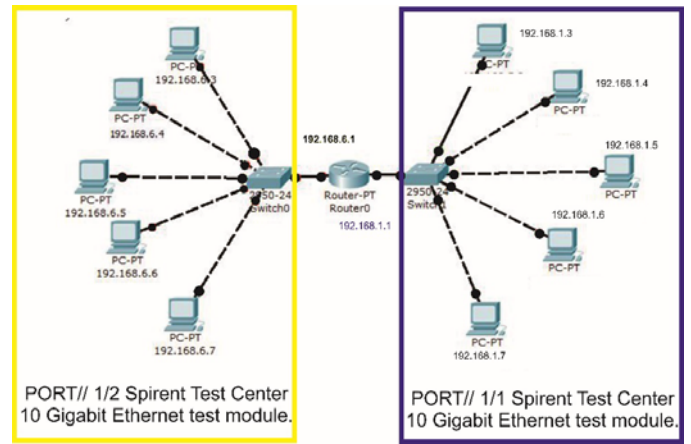 PC-PT
192.168.6.3
PC-PT
192.168.6.4
PC-PT
192.168.6.5
PC-PT
192.168.6.6
PC-PT
192.168.6.7
2950-24
Switch0
192.168.6.1
Router-PT
Router0
192.168.1.1
2950-24
192.168.1.3
PC-PT
192.168.1.4
PC-PT
192.168.1.5
PC-PT
192.168.1.6
PC-PT
PC-PT
192.168.1.7
PORT// 1/2 Spirent Test Center
10 Gigabit Ethernet test module.
PORT// 1/1 Spirent Test Center
10 Gigabit Ethernet test module.